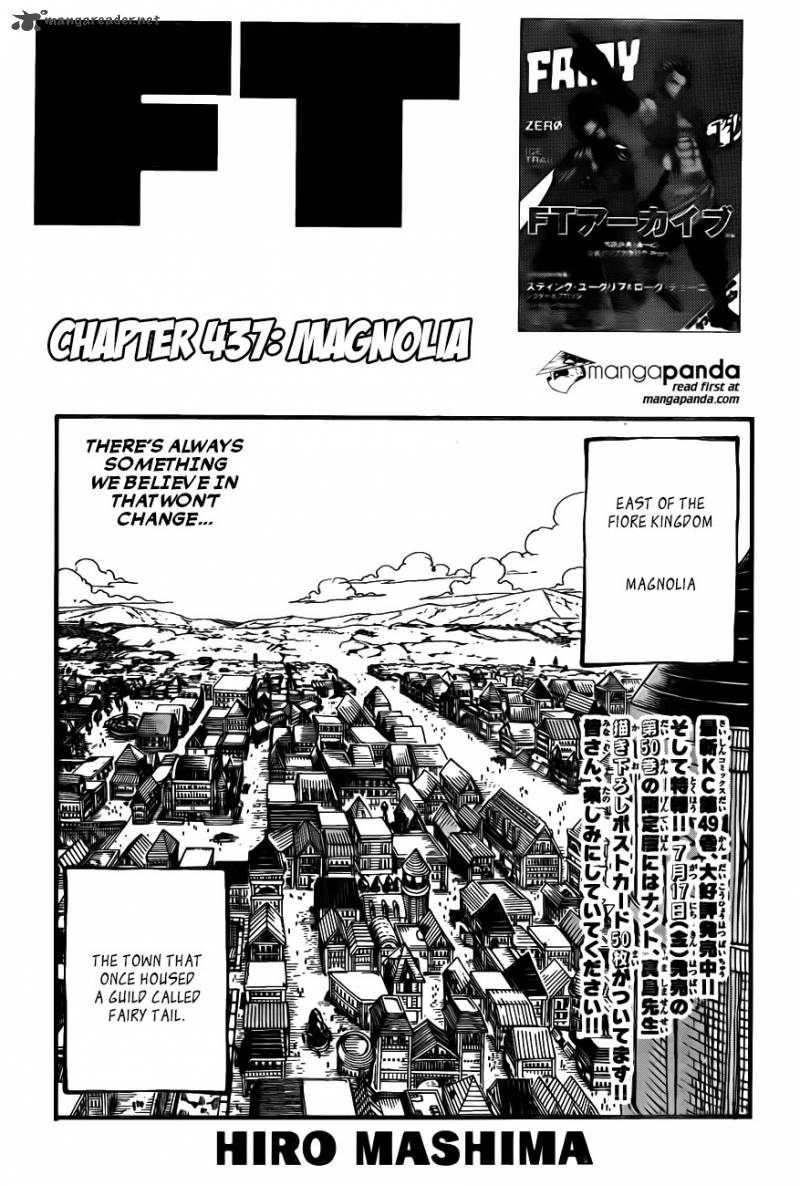 mangareader.net
FT
FAIRY
ZERØ
ICE
TRAIL
FTアーカイブ
CHAPTER 437: MAGNOLIA
mangapanda
read first at
mangapanda.com
THERE'S ALWAYS
SOMETHING
WE BELIEVE IN
THAT WON'T
CHANGE...
EAST OF THE
FIORE KINGDOM
MAGNOLIA
最新KC第49巻、大好評発売中!!
そして特報!! 7月17日(金)発売の
第50巻の限定版にはナント、真島先生
描き下ろしポストカード50枚がついてます!!
皆さん、楽しみにしていてください!!
THE TOWN THAT
ONCE HOUSED
A GUILD CALLED
FAIRY TAIL.
HIRO MASHIMA